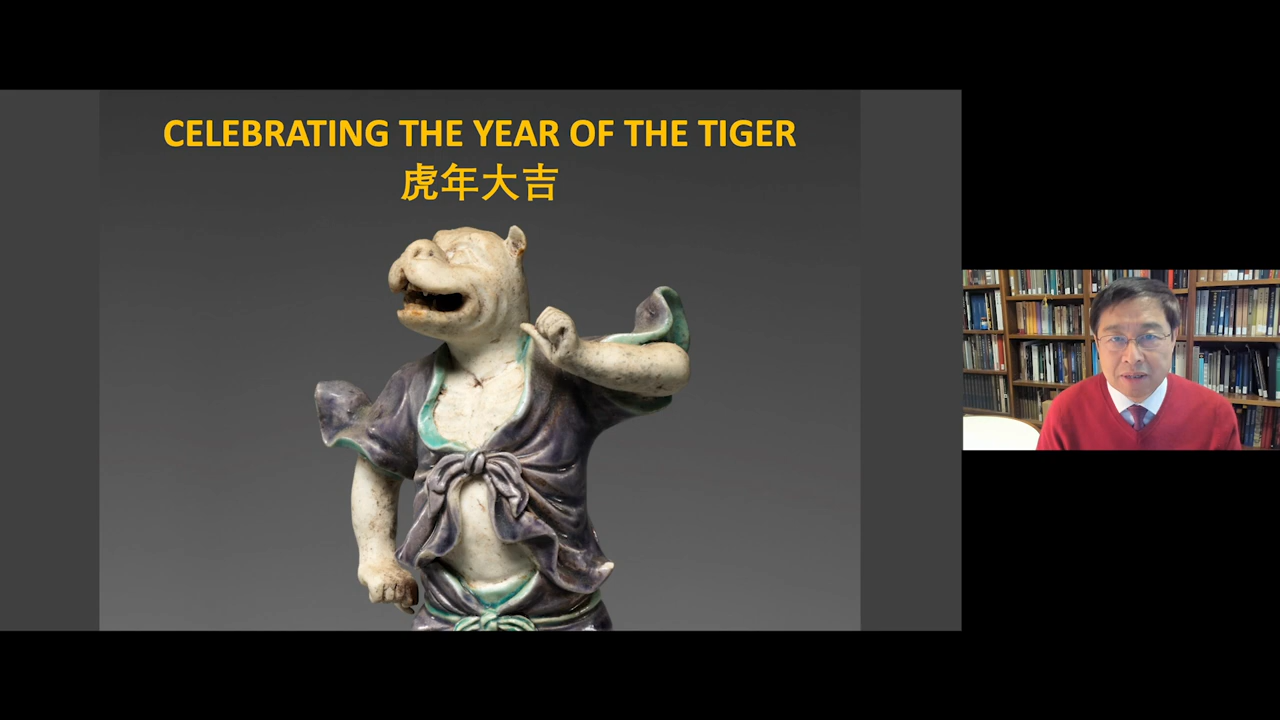 CELEBRATING THE YEAR OF THE TIGER
虎年大吉